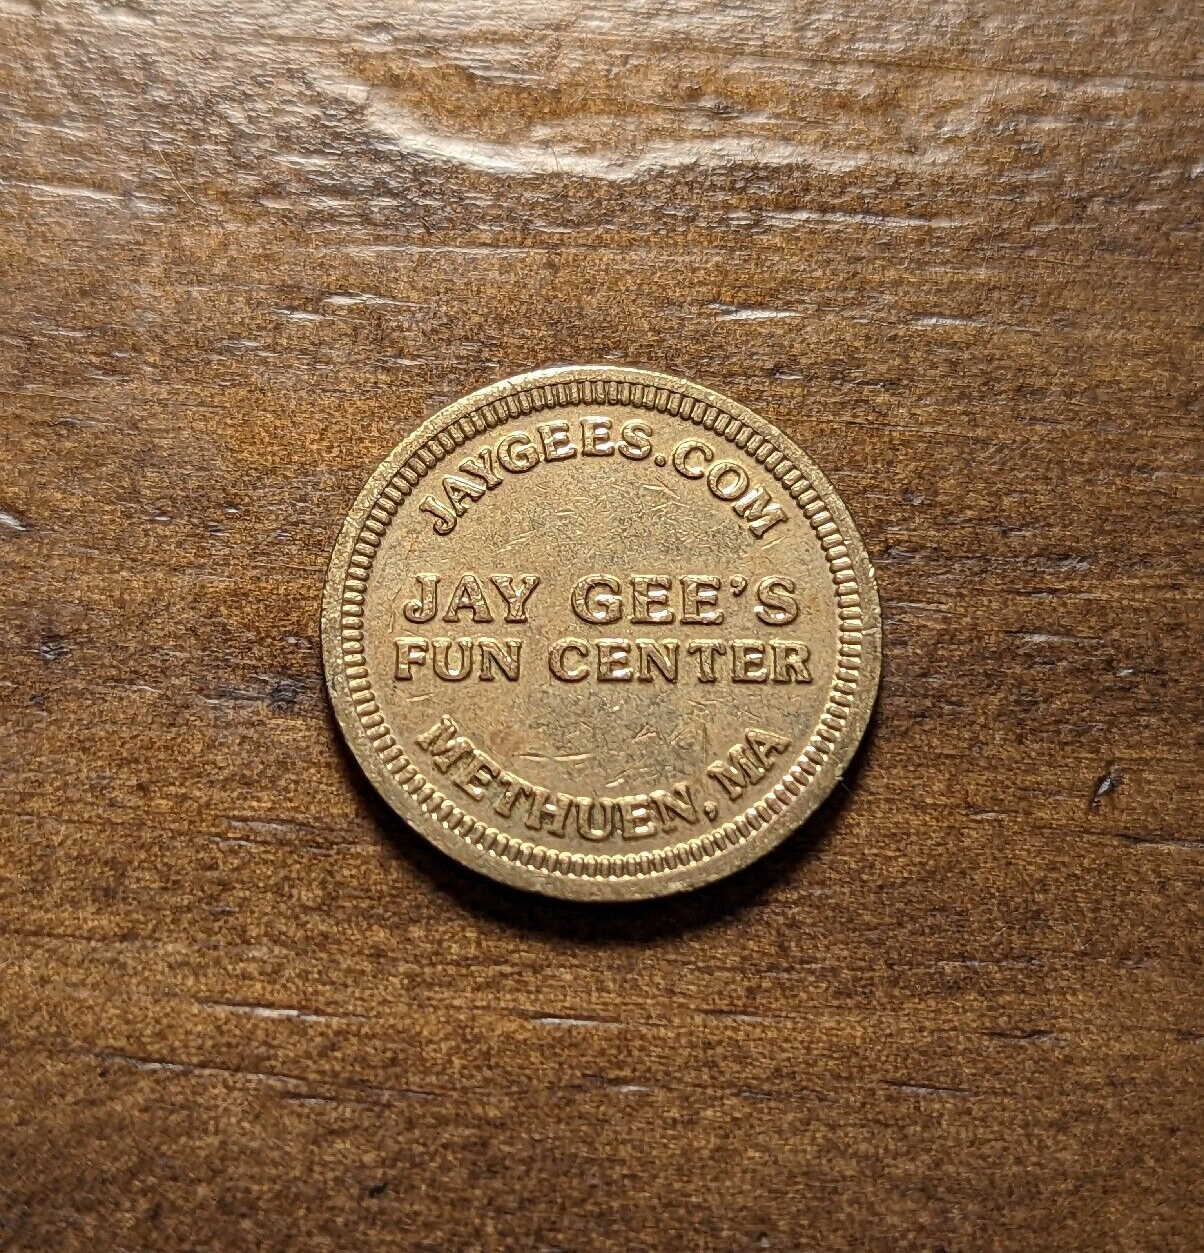 JAYGEES.COM
JAY GEE'S
FUN CENTER
METHUEN, MA